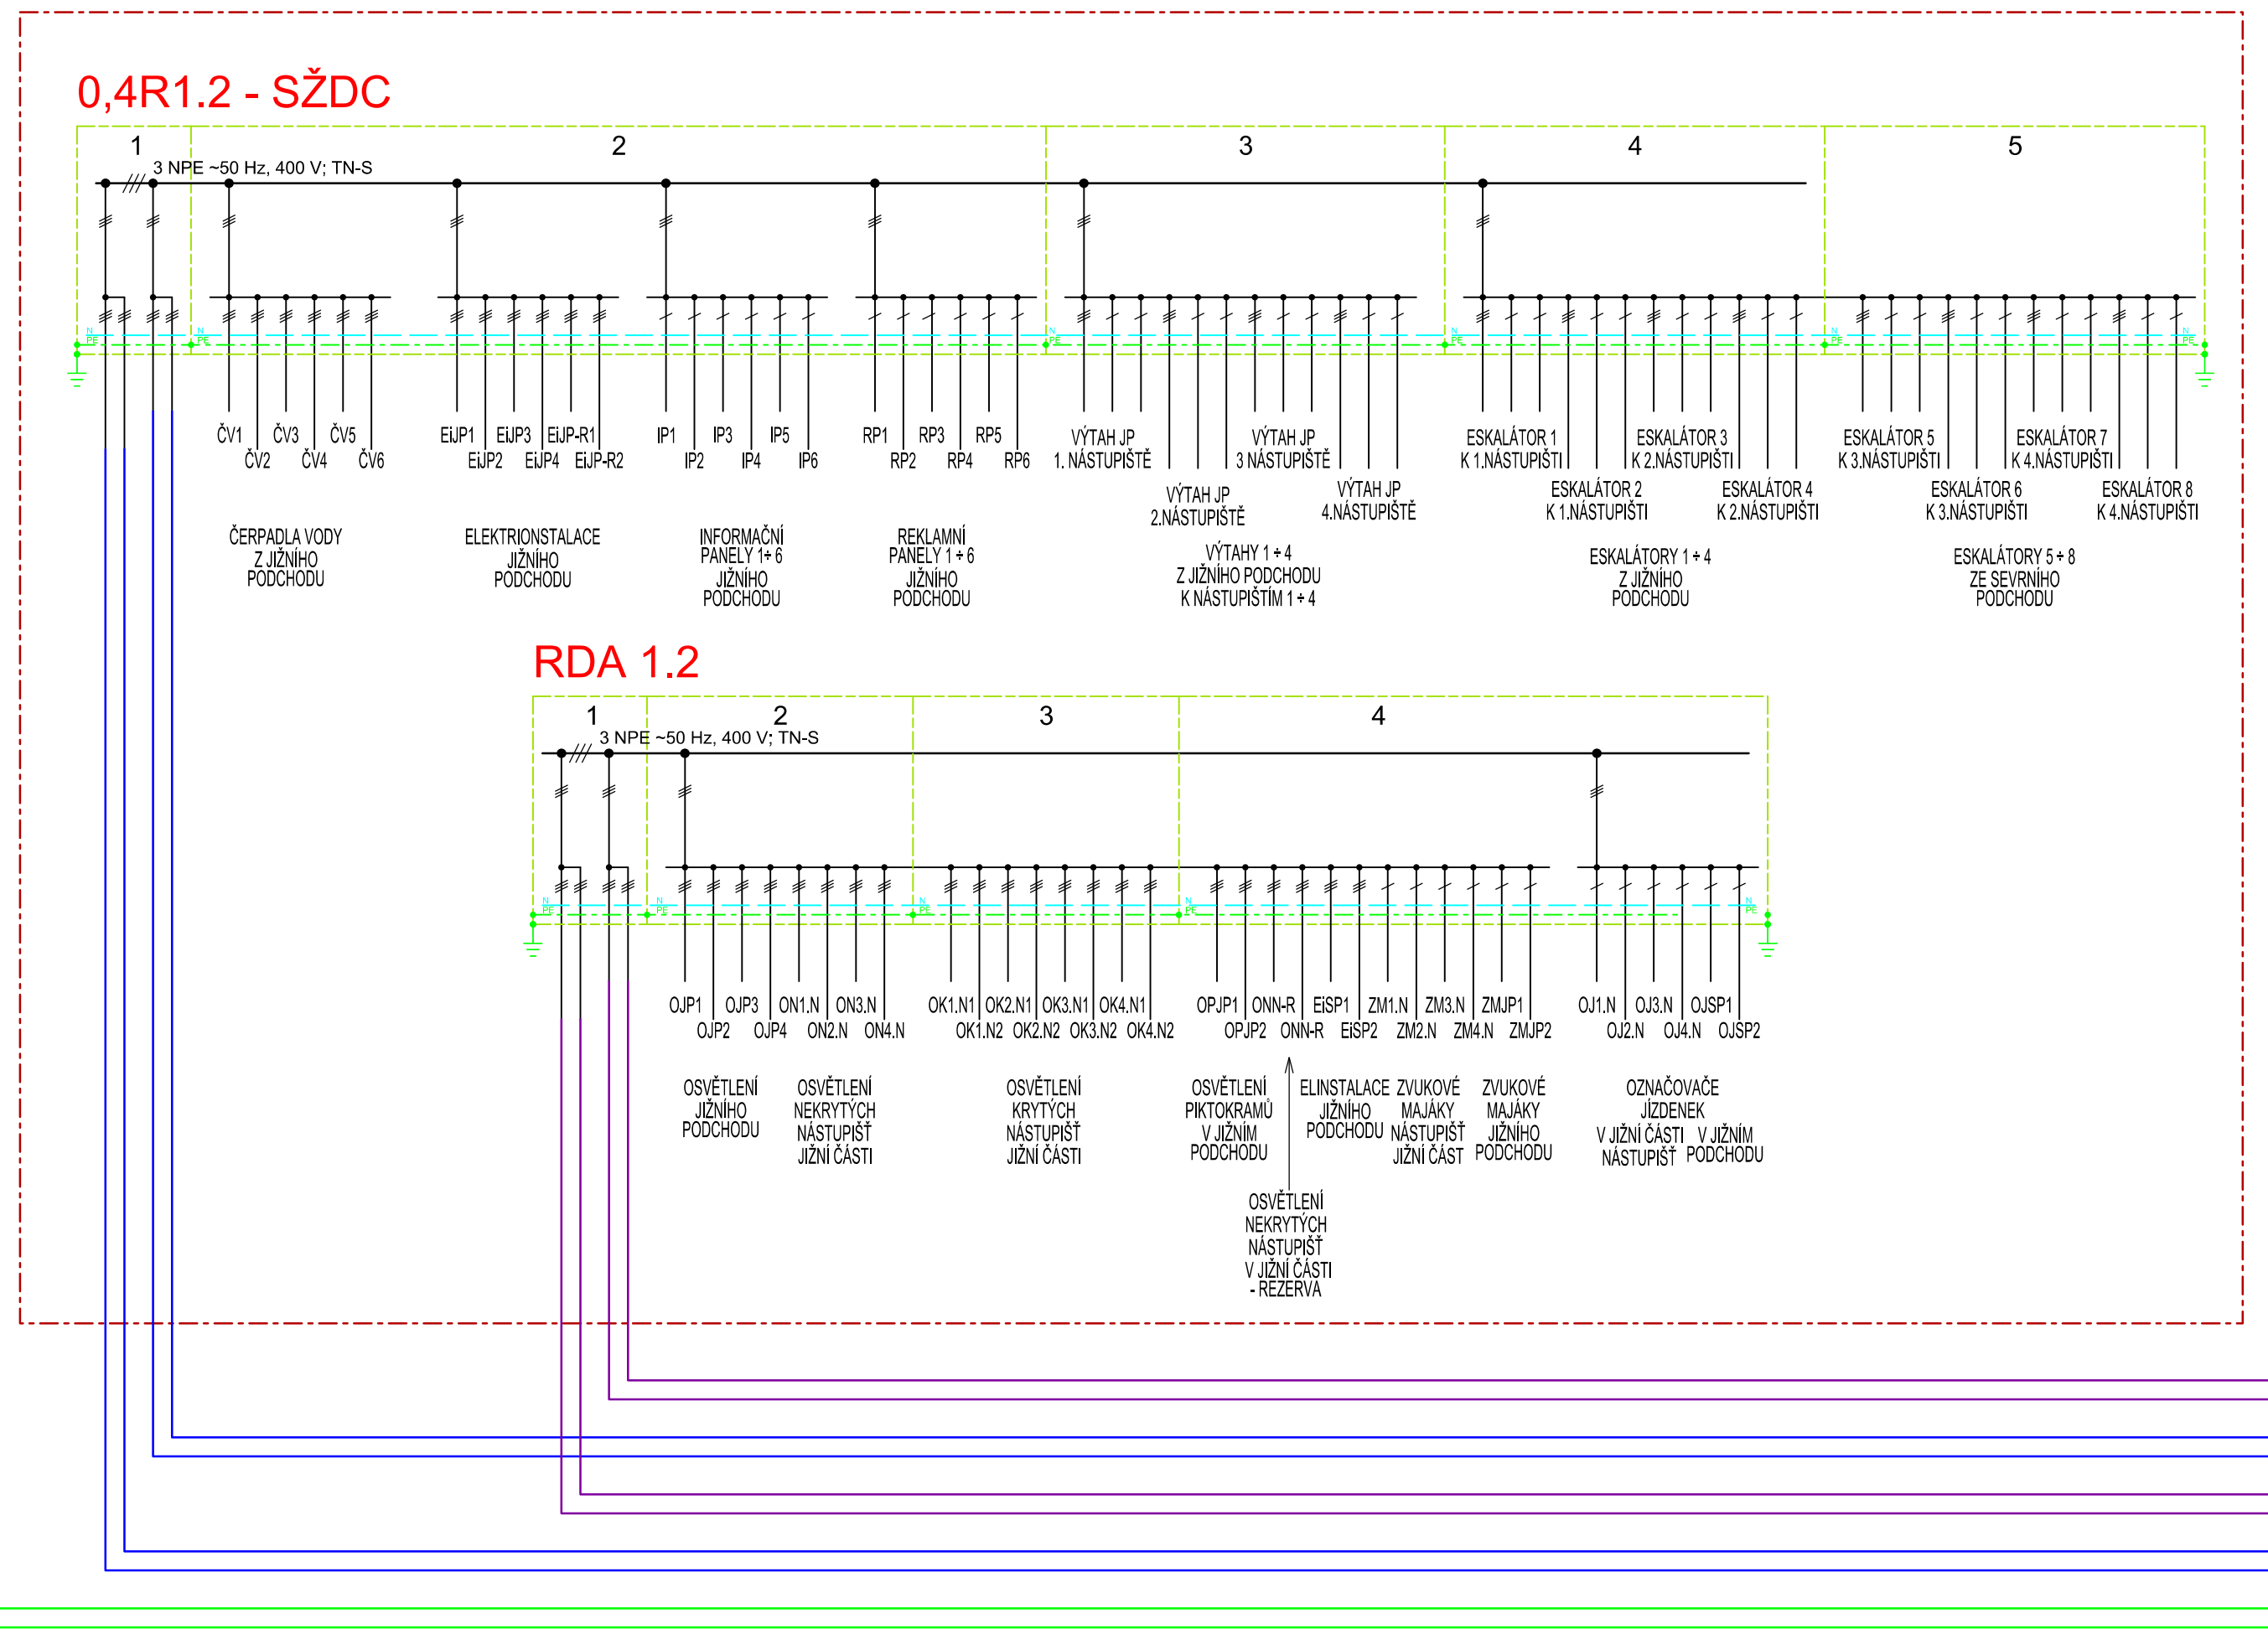 0,4R1.2 - SŽDC
1
2
3
4
5
3 NPE ~50 Hz, 400 V; TN-S
N
PE
N
PE
N
PE
N
PE
N
PE
N
PE
ČV1
ČV3
ČV5
ČV2
ČV4
ČV6
EiJP1
EiJP3
EiJP-R1
EiJP2
EiJP4
EiJP-R2
IP1
IP3
IP5
IP2
IP4
IP6
RP1
RP3
RP5
RP2
RP4
RP6
VÝTAH JP
1. NÁSTUPIŠTĚ
VÝTAH JP
2.NÁSTUPIŠTĚ
VÝTAH JP
3 NÁSTUPIŠTĚ
VÝTAH JP
4.NÁSTUPIŠTĚ
ESKALÁTOR 1
K 1.NÁSTUPIŠTI
ESKALÁTOR 2
K 1.NÁSTUPIŠTI
ESKALÁTOR 3
K 2.NÁSTUPIŠTI
ESKALÁTOR 4
K 2.NÁSTUPIŠTI
ESKALÁTOR 5
K 3.NÁSTUPIŠTI
ESKALÁTOR 6
K 3.NÁSTUPIŠTI
ESKALÁTOR 7
K 4.NÁSTUPIŠTI
ESKALÁTOR 8
K 4.NÁSTUPIŠTI
ČERPADLA VODY
Z JIŽNÍHO
PODCHODU
ELEKTRIONSTALACE
JIŽNÍHO
PODCHODU
INFORMAČNÍ
PANELY 1÷ 6
JIŽNÍHO
PODCHODU
REKLAMNÍ
PANELY 1 ÷ 6
JIŽNÍHO
PODCHODU
VÝTAHY 1 ÷ 4
Z JIŽNÍHO PODCHODU
K NÁSTUPIŠTÍM 1 ÷ 4
ESKALÁTORY 1 ÷ 4
Z JIŽNÍHO
PODCHODU
ESKALÁTORY 5 ÷ 8
ZE SEVRNÍHO
PODCHODU
RDA 1.2
1
2
3
4
3 NPE ~50 Hz, 400 V; TN-S
N
PE
N
PE
N
PE
N
PE
N
PE
OJP1
OJP3
ON1.N
ON3.N
OJP2
OJP4
ON2.N
ON4.N
OK1.N1
OK2.N1
OK3.N1
OK4.N1
OK1.N2
OK2.N2
OK3.N2
OK4.N2
OPJP1
ONN-R
EiSP1
ZM1.N
ZM3.N
ZMJP1
OPJP2
ONN-R
EiSP2
ZM2.N
ZM4.N
ZMJP2
OJ1.N
OJ3.N
OJSP1
OJ2.N
OJ4.N
OJSP2
OSVĚTLENÍ
JIŽNÍHO
PODCHODU
OSVĚTLENÍ
NEKRYTÝCH
NÁSTUPIŠŤ
JIŽNÍ ČÁSTI
OSVĚTLENÍ
KRYTÝCH
NÁSTUPIŠŤ
JIŽNÍ ČÁSTI
OSVĚTLENÍ
PIKTOKRAMŮ
V JIŽNÍM
PODCHODU
ELINSTALACE
JIŽNÍHO
PODCHODU
ZVUKOVÉ
MAJÁKY
NÁSTUPIŠŤ
JIŽNÍ ČÁST
ZVUKOVÉ
MAJÁKY
JIŽNÍHO
PODCHODU
OZNAČOVAČE
JÍZDENEK
V JIŽNÍ ČÁSTI
NÁSTUPIŠŤ
V JIŽNÍM
PODCHODU
OSVĚTLENÍ
NEKRYTÝCH
NÁSTUPIŠŤ
V JIŽNÍ ČÁSTI
- REZERVA